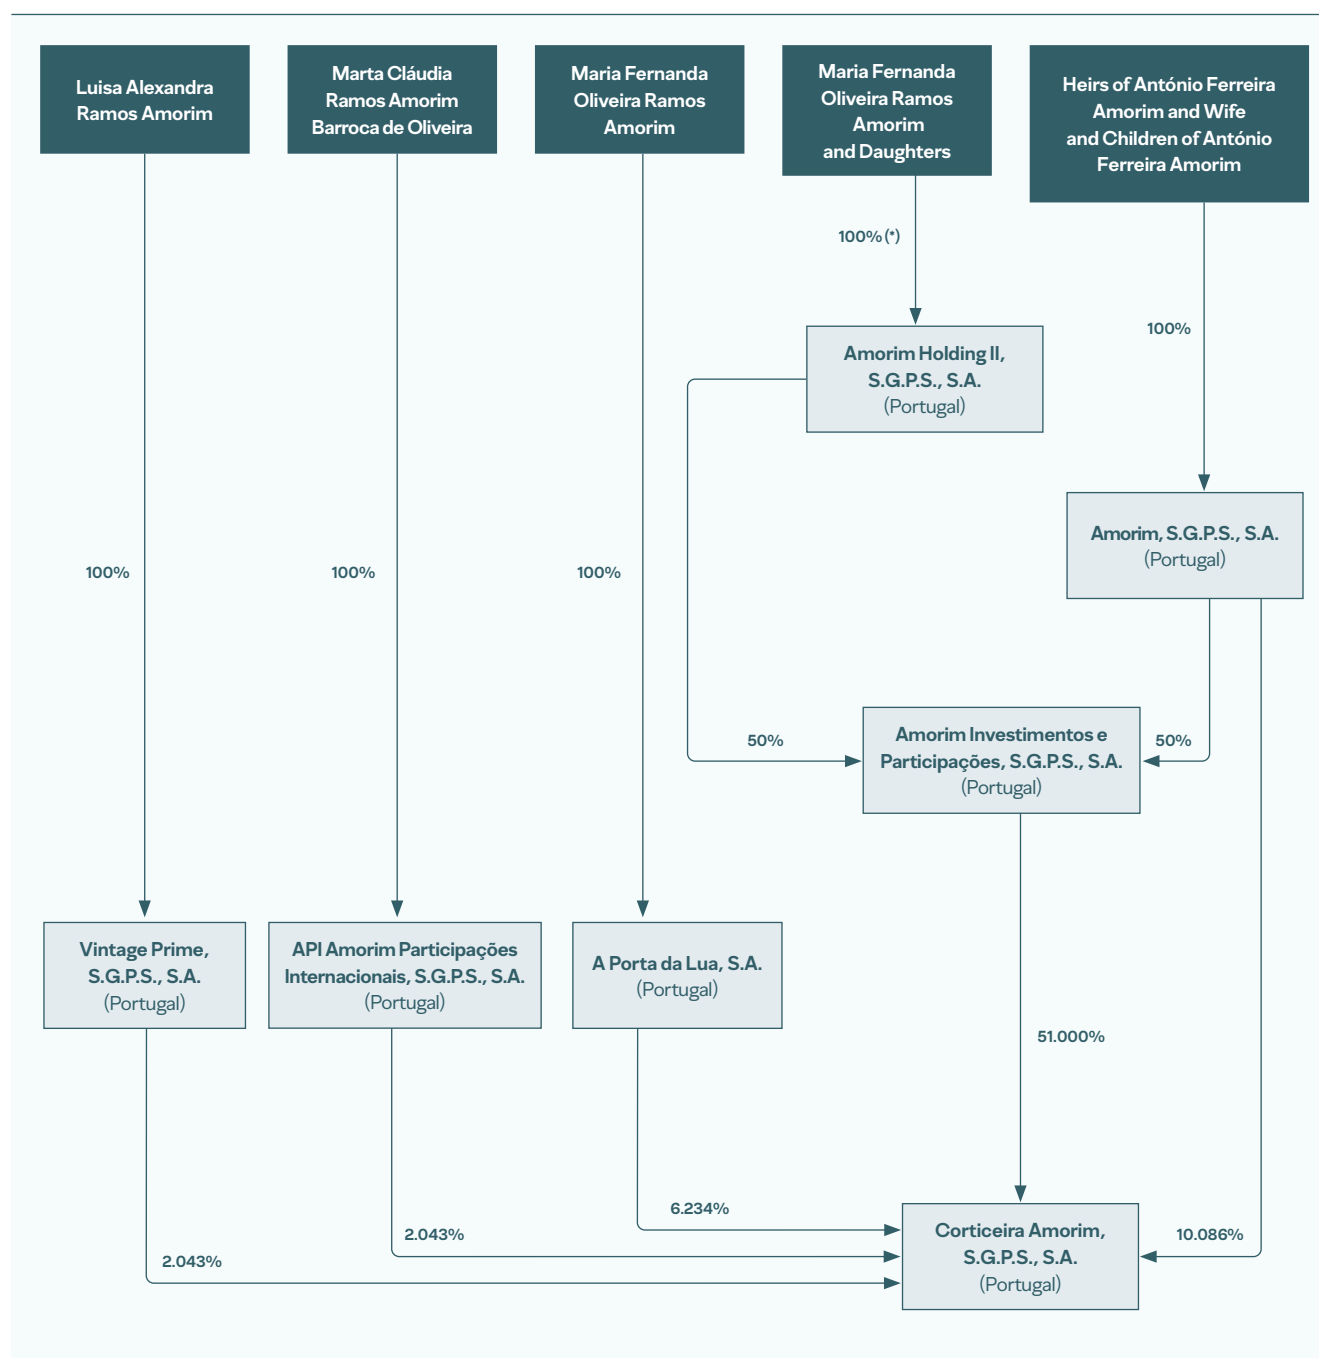 Luisa Alexandra
Ramos Amorim
Marta Cláudia
Ramos Amorim
Barroca de Oliveira
Maria Fernanda
Oliveira Ramos
Amorim
Maria Fernanda
Oliveira Ramos
Amorim
and Daughters
Heirs of António Ferreira
Amorim and Wife
and Children of António
Ferreira Amorim
100% (*)
100%
Amorim Holding II,
S.G.P.S., S.A.
(Portugal)
Amorim, S.G.P.S., S.A.
(Portugal)
100%
100%
100%
50%
Amorim Investimentos e
Participações, S.G.P.S., S.A.
(Portugal)
50%
Vintage Prime,
S.G.P.S., S.A.
(Portugal)
API Amorim Participações
Internacionais, S.G.P.S., S.A.
(Portugal)
A Porta da Lua, S.A.
(Portugal)
51.000%
6.234%
2.043%
2.043%
Corticeira Amorim,
S.G.P.S., S.A.
(Portugal)
10.086%